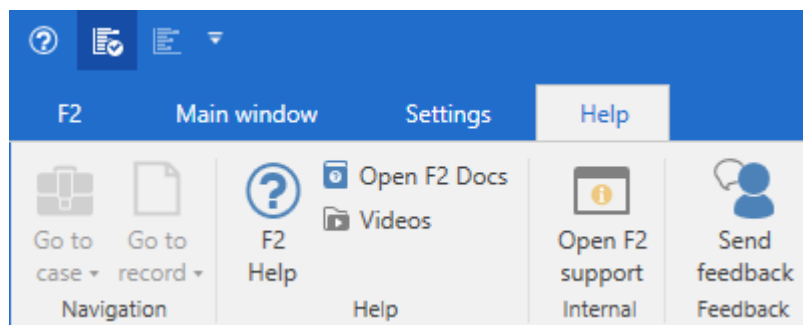 F2 Main window Settings Help
Open F2 Docs
Videos
Go to case
Go to record
F2 Help
Open F2 support
Send feedback
Navigation Help Internal Feedback